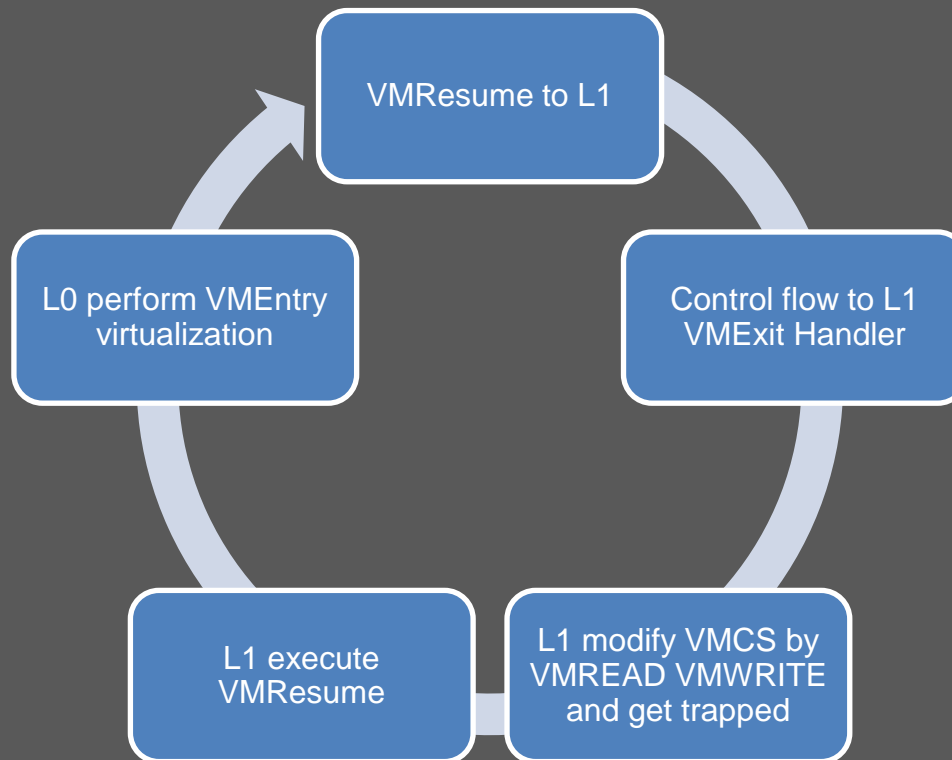 VMResume to L1
Control flow to L1
VMExit Handler
L1 modify VMCS by
VMREAD VMWRITE
and get trapped
L1 execute
VMResume
L0 perform VMEntry
virtualization